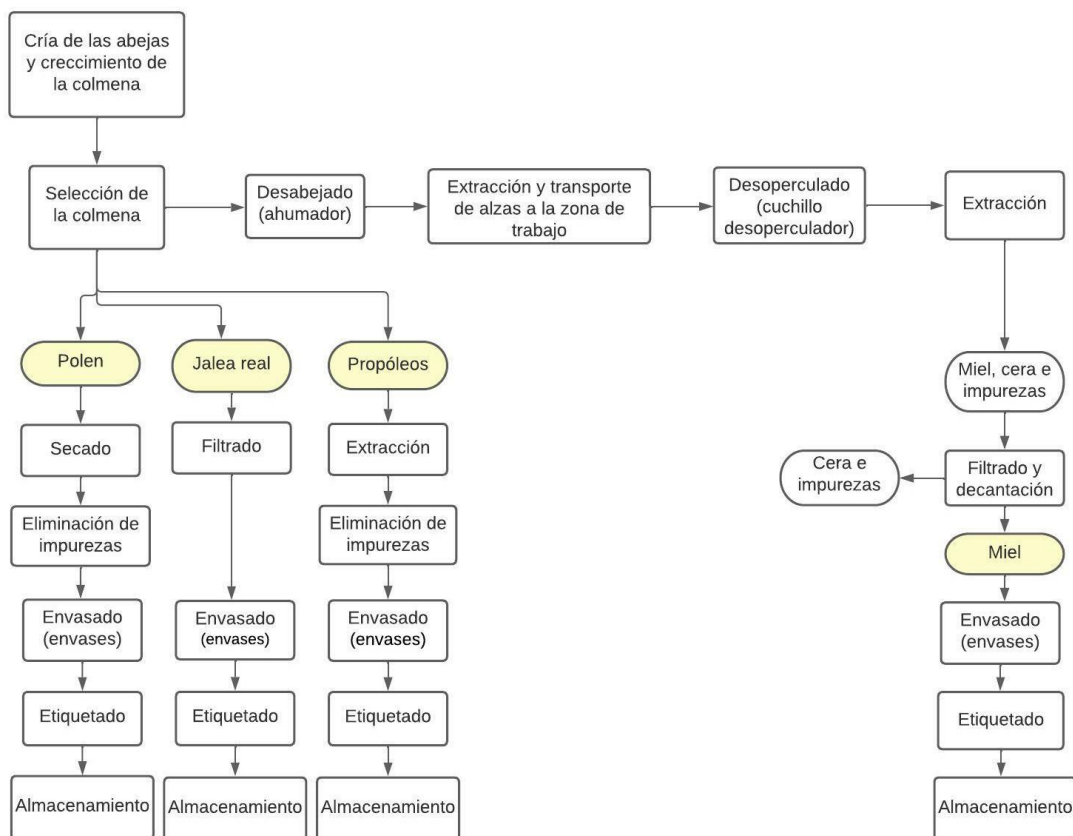 Cría de las abejas
y creccimiento de
la colmena
Selección de
la colmena
Desabejado
(ahumador)
Extracción y transporte
de alzas a la zona de
trabajo
Desoperculado
(cuchillo
desoperculador)
Extracción
Polen
Jalea real
Propóleos
Miel, cera e
impurezas
Secado
Filtrado
Extracción
Cera e
impurezas
Filtrado y
decantación
Eliminación de
impurezas
Eliminación de
impurezas
Miel
Envasado
(envases)
Envasado
(envases)
Envasado
(envases)
Envasado
(envases)
Etiquetado
Etiquetado
Etiquetado
Etiquetado
Almacenamiento
Almacenamiento
Almacenamiento
Almacenamiento